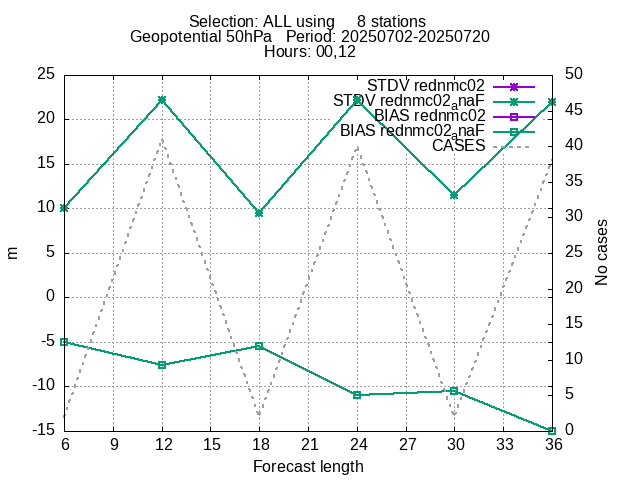 Selection: ALL using     8 stations
Geopotential 50hPa   Period: 20250702-20250720
Hours: 00,12
STDV rednmc02
STDV rednmc02_anaF
BIAS rednmc02
BIAS rednmc02_anaF
CASES
25
20
15
10
5
0
-5
-10
-15
m
50
45
40
35
30
25
20
15
10
5
0
No cases
6 9 12 15 18 21 24 27 30 33 36
Forecast length